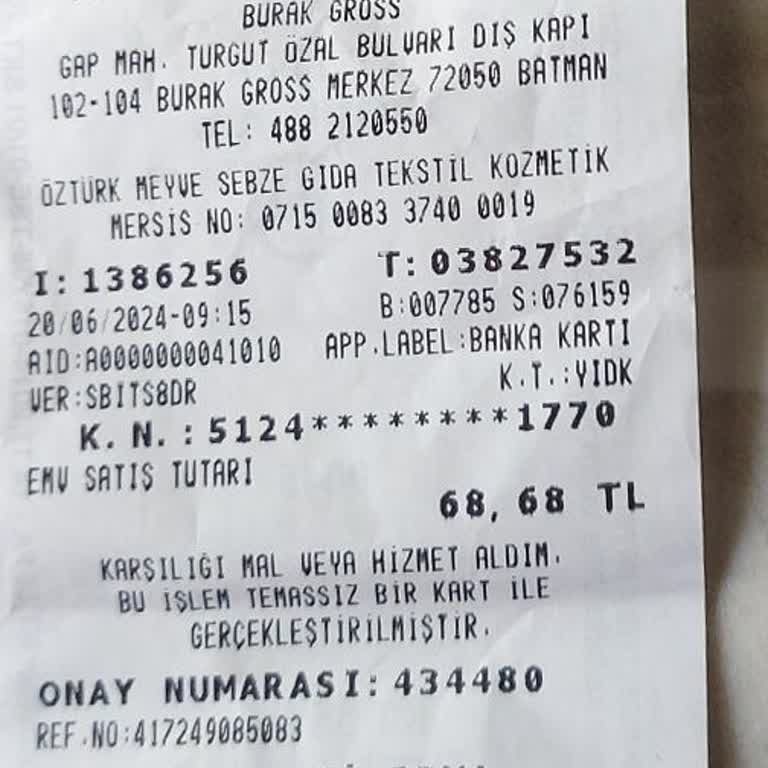 BURAK GROSS
GAP MAH. TURGUT ÖZAL BULVARI DIŞ KAPI
102-104 BURAK GROSS MERKEZ 72050 BATMAN
TEL: 488 2120550
ÖZTÜRK MEYVE SEBZE GIDA TEKSTİL KOZMETİK
MERSİS NO: 0715 0083 3740 0019
I: 1386256 T: 03827532
20/06/2024-09:15 B:007785 S:076159
AID:A0000000041010 APP.LABEL:BANKA KARTI
VER:SBITS8DR K.T.:YIDK
K. N. : 5124********1770
EMV SATIŞ TUTARI
68,68 TL
KARŞILIĞI MAL VEYA HİZMET ALDIM.
BU İŞLEM TEMASSIZ BİR KART İLE
GERÇEKLEŞTİRİLMİŞTİR.
ONAY NUMARASI: 434480
REF.NO:417249085083